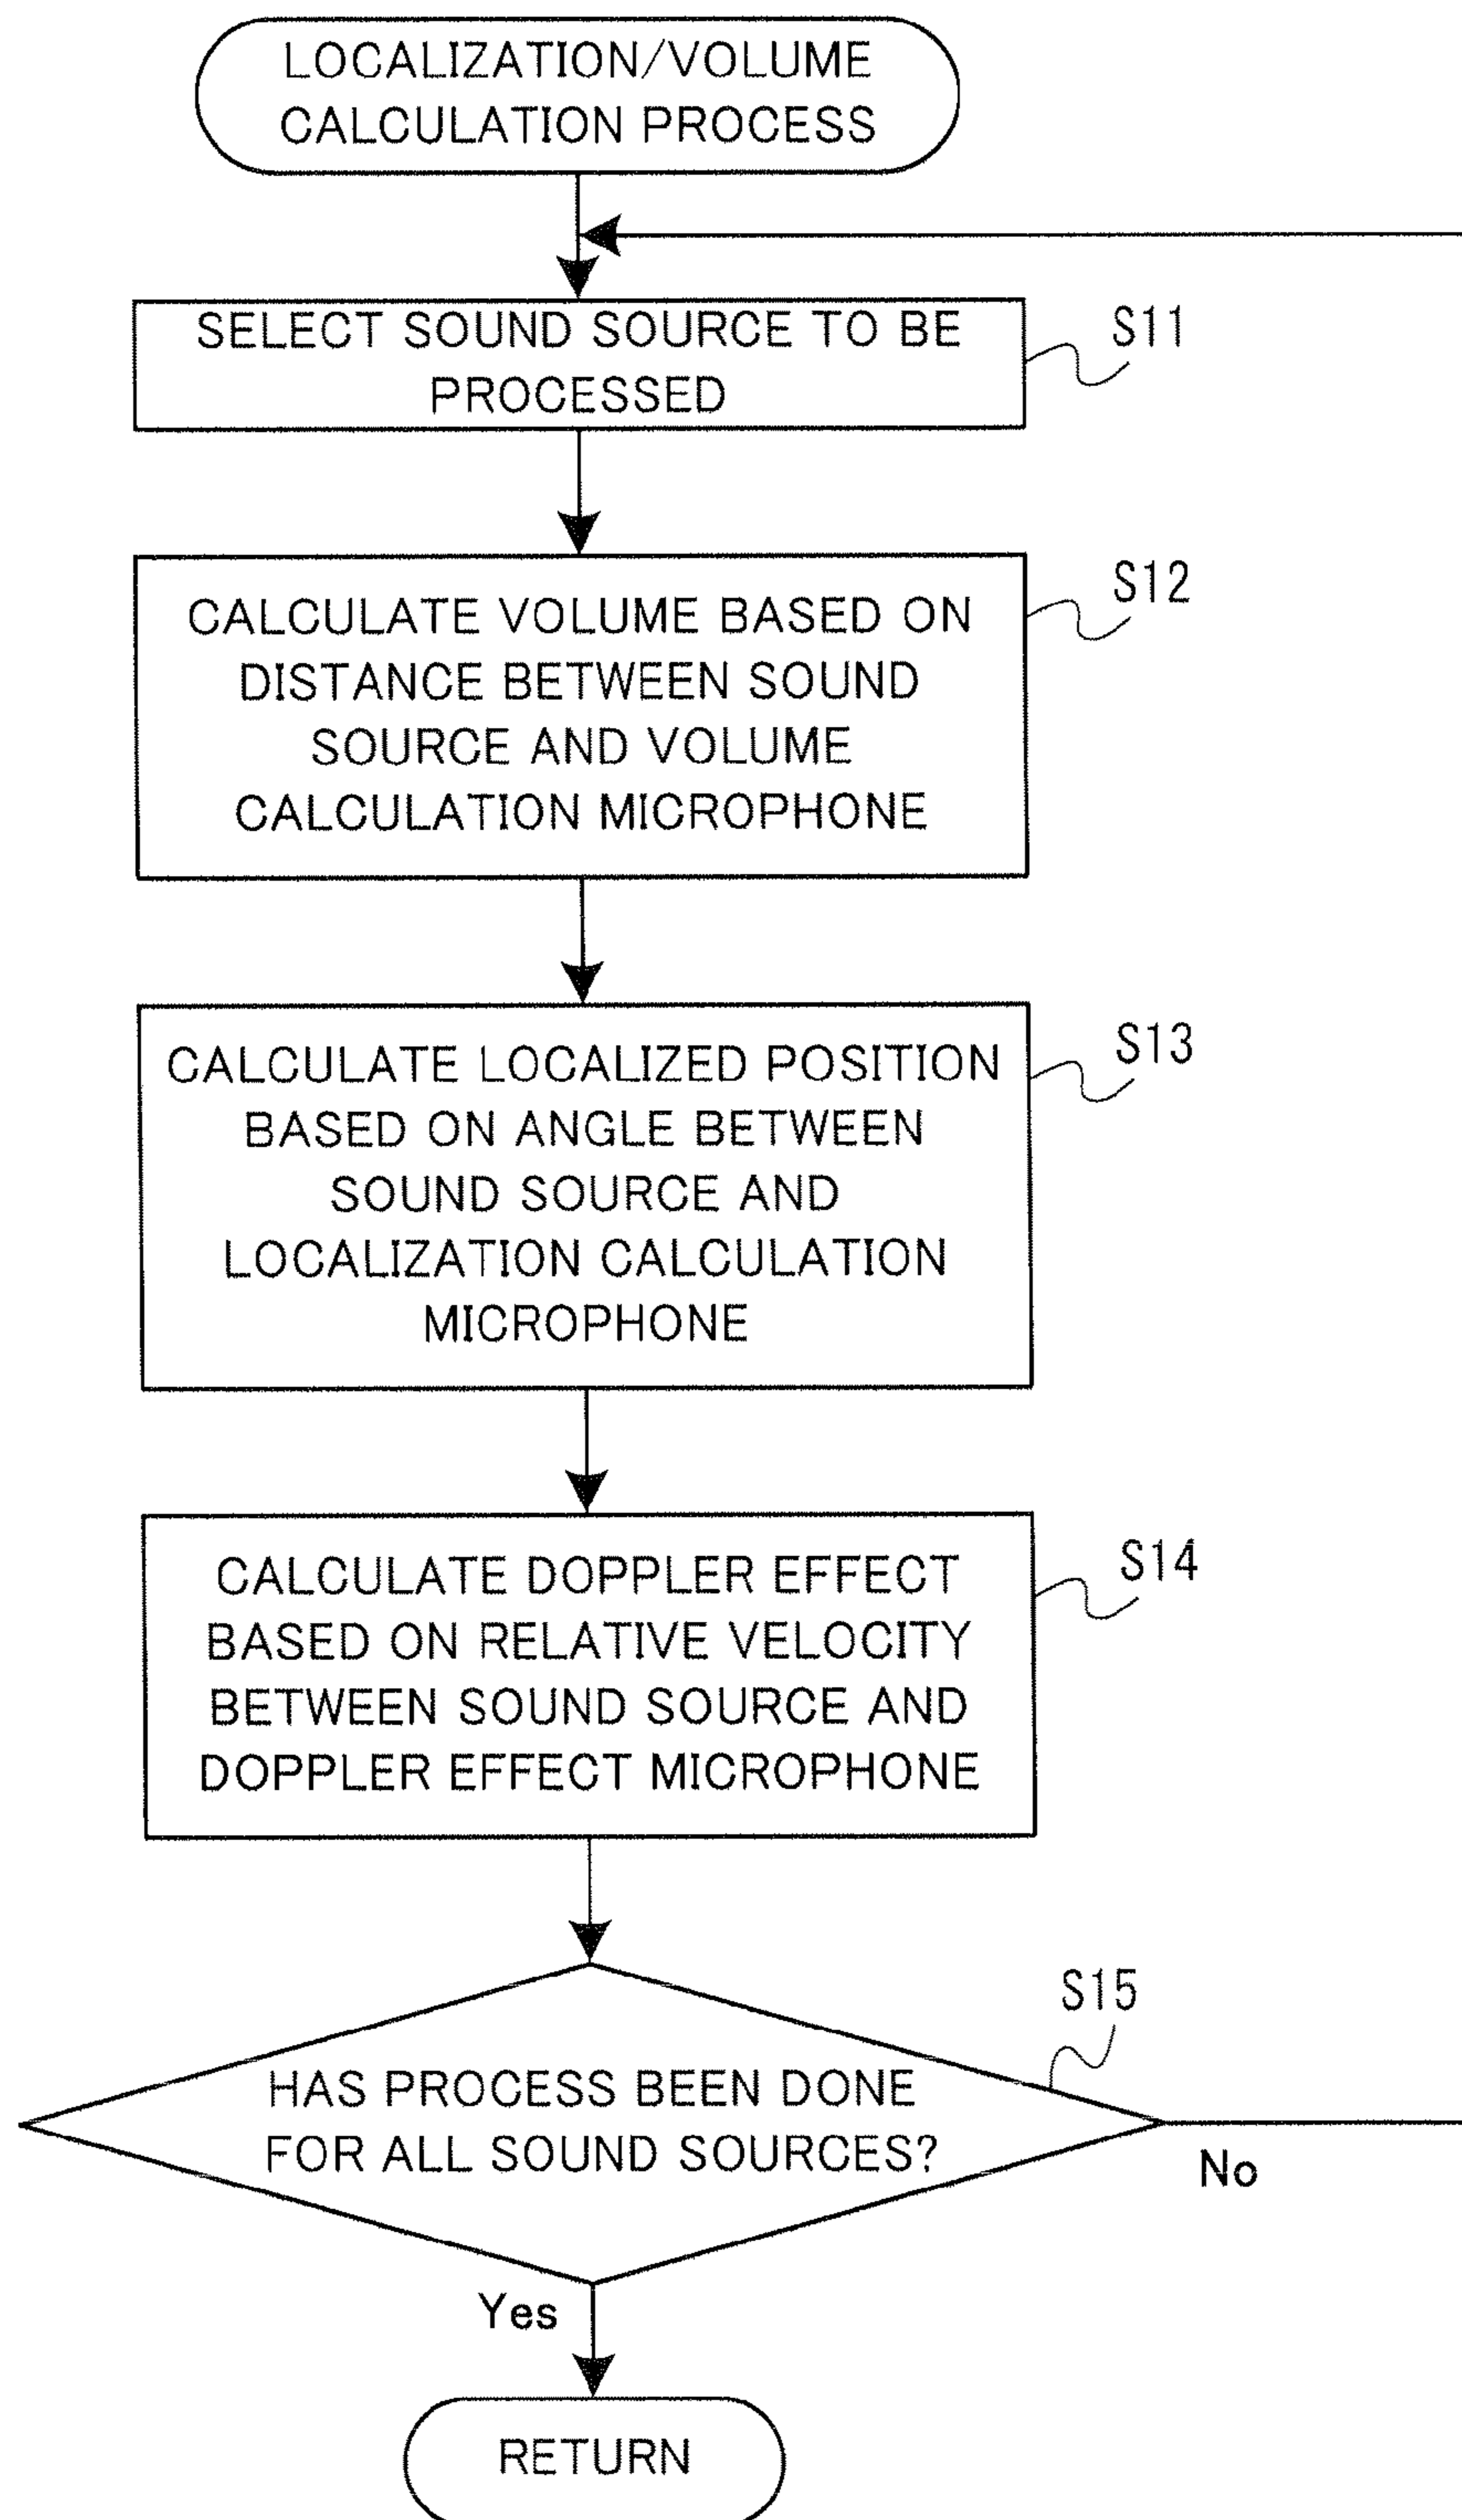 LOCALIZATION/VOLUME
CALCULATION PROCESS
SELECT SOUND SOURCE TO BE
PROCESSED
S11
CALCULATE VOLUME BASED ON
DISTANCE BETWEEN SOUND
SOURCE AND VOLUME
CALCULATION MICROPHONE
S12
CALCULATE LOCALIZED POSITION
BASED ON ANGLE BETWEEN
SOUND SOURCE AND
LOCALIZATION CALCULATION
MICROPHONE
S13
CALCULATE DOPPLER EFFECT
BASED ON RELATIVE VELOCITY
BETWEEN SOUND SOURCE AND
DOPPLER EFFECT MICROPHONE
S14
S15
HAS PROCESS BEEN DONE
FOR ALL SOUND SOURCES?
No
Yes
RETURN